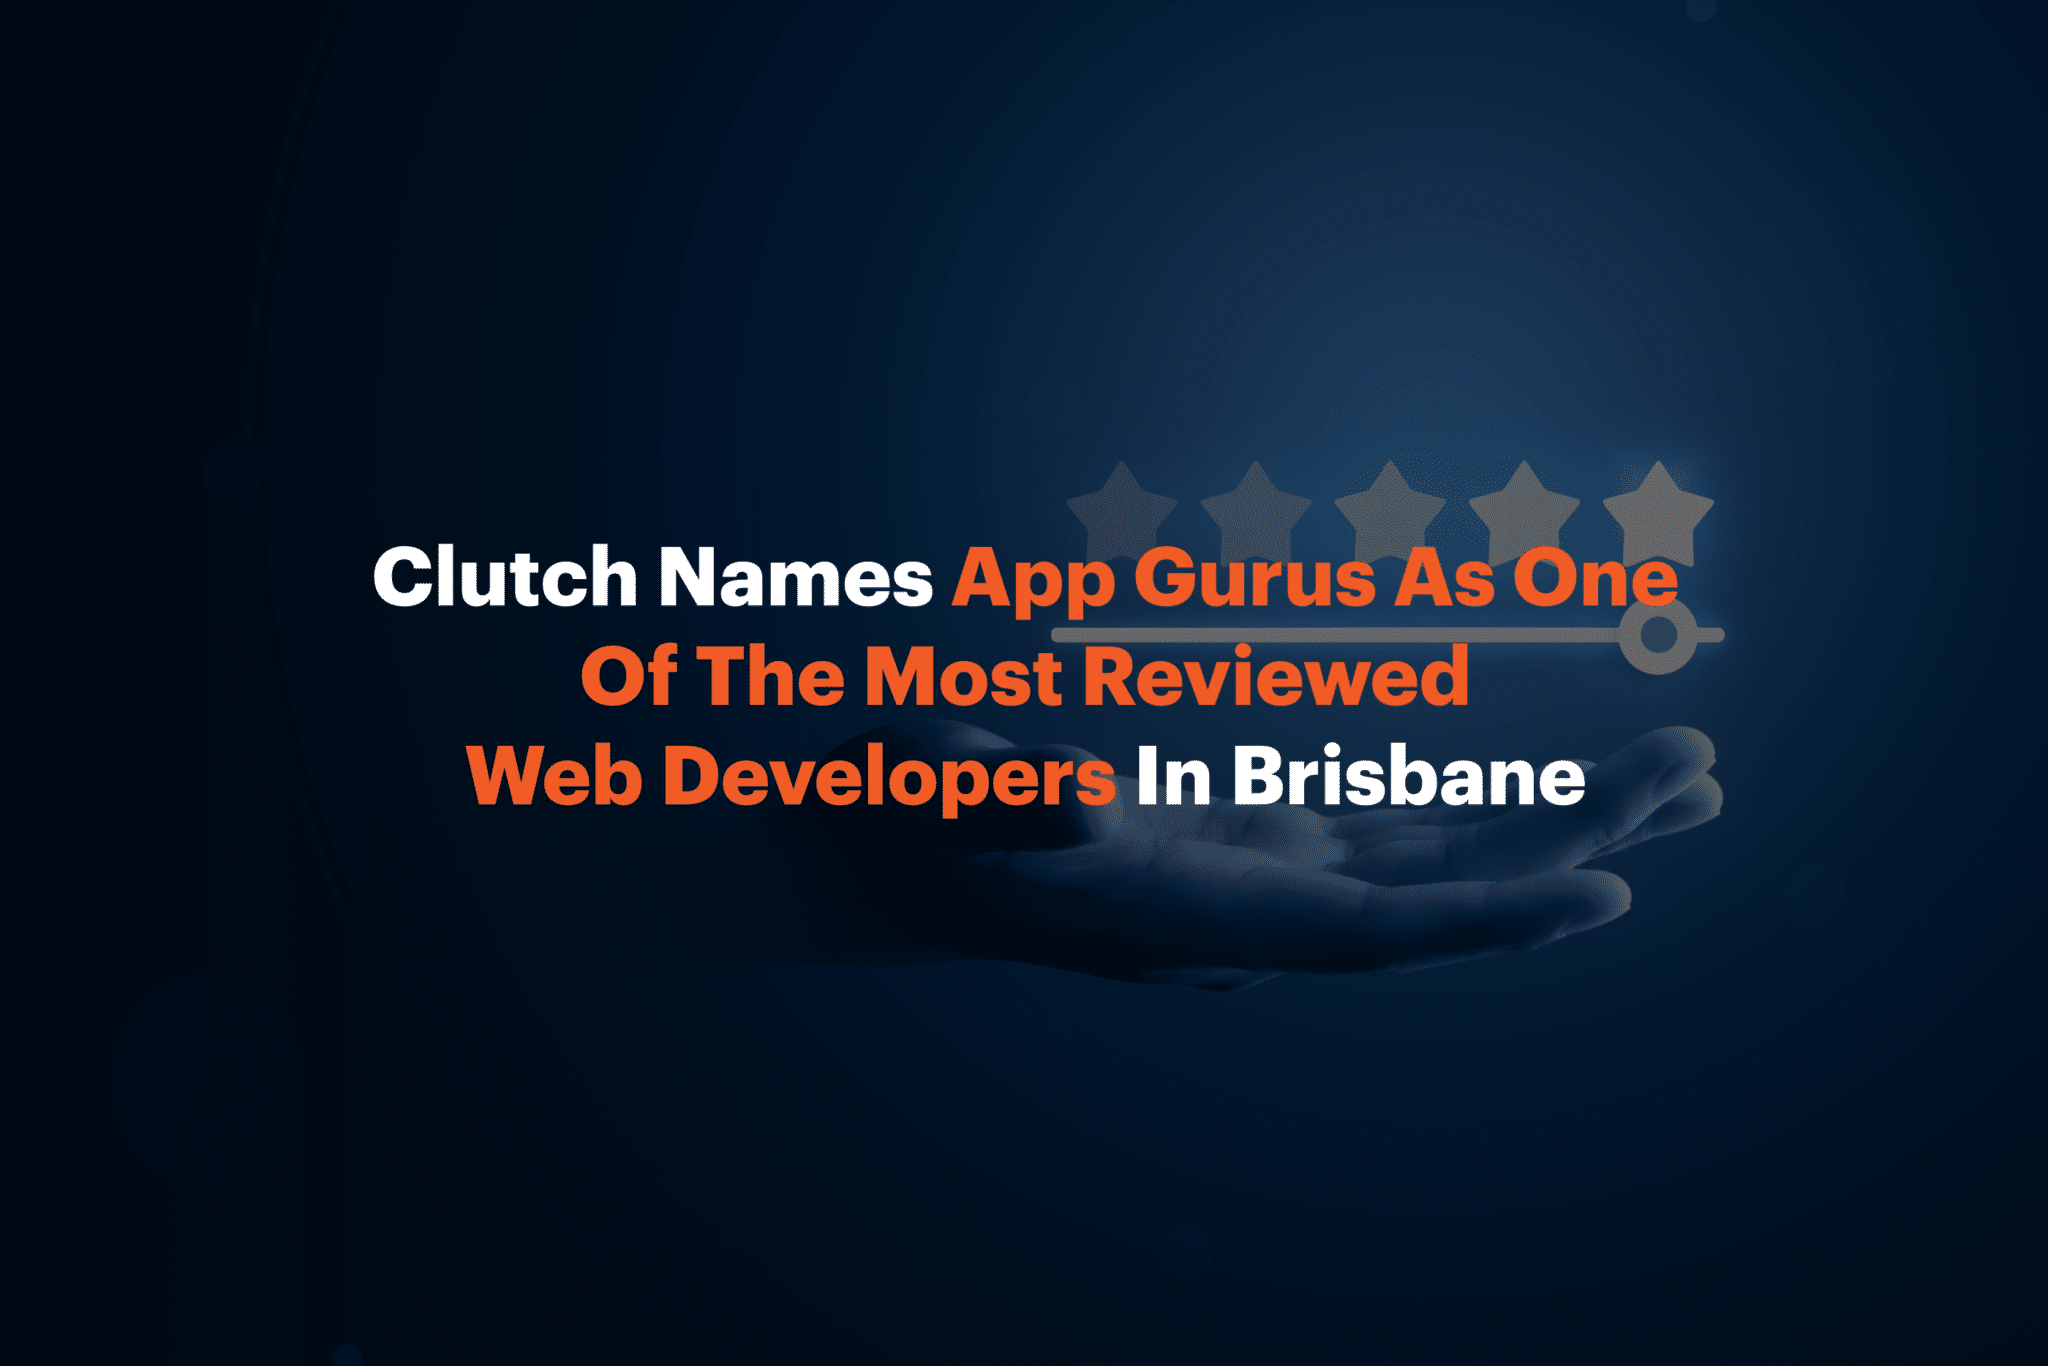 Clutch Names App Gurus As One
Of The Most Reviewed
Web Developers In Brisbane